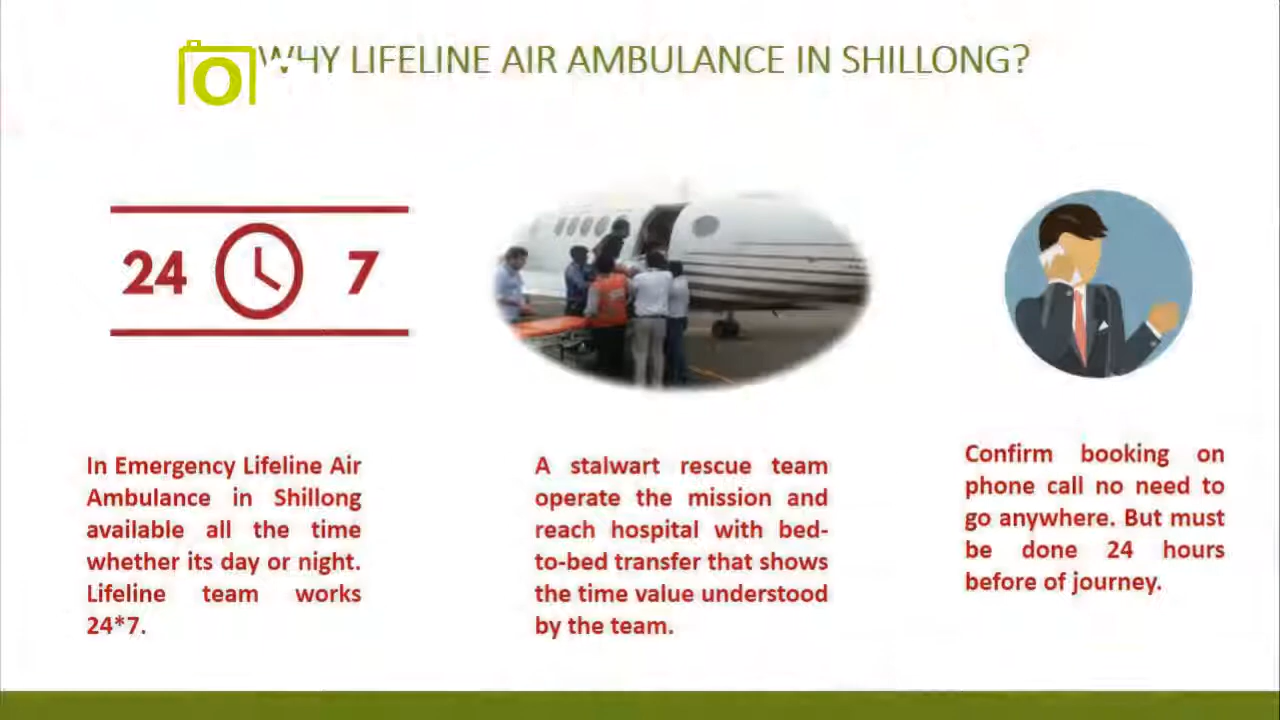 WHY LIFELINE AIR AMBULANCE IN SHILLONG?
24 7
In Emergency Lifeline Air
Ambulance in Shillong
available all the time
whether its day or night.
Lifeline team works
24*7.
A stalwart rescue team
operate the mission and
reach hospital with bed-
to-bed transfer that shows
the time value understood
by the team.
Confirm booking on
phone call no need to
go anywhere. But must
be done 24 hours
before of journey.